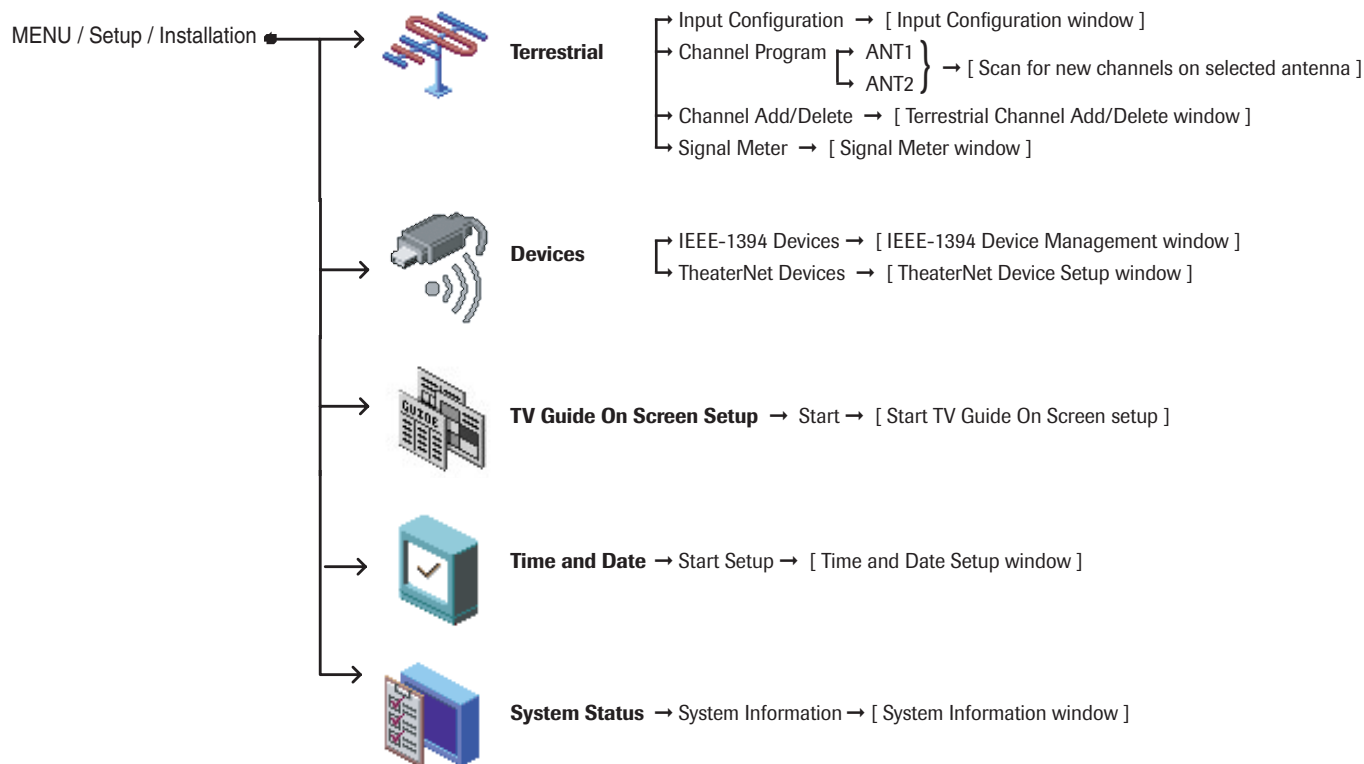 MENU / Setup / Installation
Terrestrial
Input Configuration → [ Input Configuration window ]
Channel Program → ANT1
→ ANT2 } → [ Scan for new channels on selected antenna ]
Channel Add/Delete → [ Terrestrial Channel Add/Delete window ]
Signal Meter → [ Signal Meter window ]
Devices
IEEE-1394 Devices → [ IEEE-1394 Device Management window ]
TheaterNet Devices → [ TheaterNet Device Setup window ]
GUIDE
TV Guide On Screen Setup → Start → [ Start TV Guide On Screen setup ]
Time and Date → Start Setup → [ Time and Date Setup window ]
System Status → System Information → [ System Information window ]